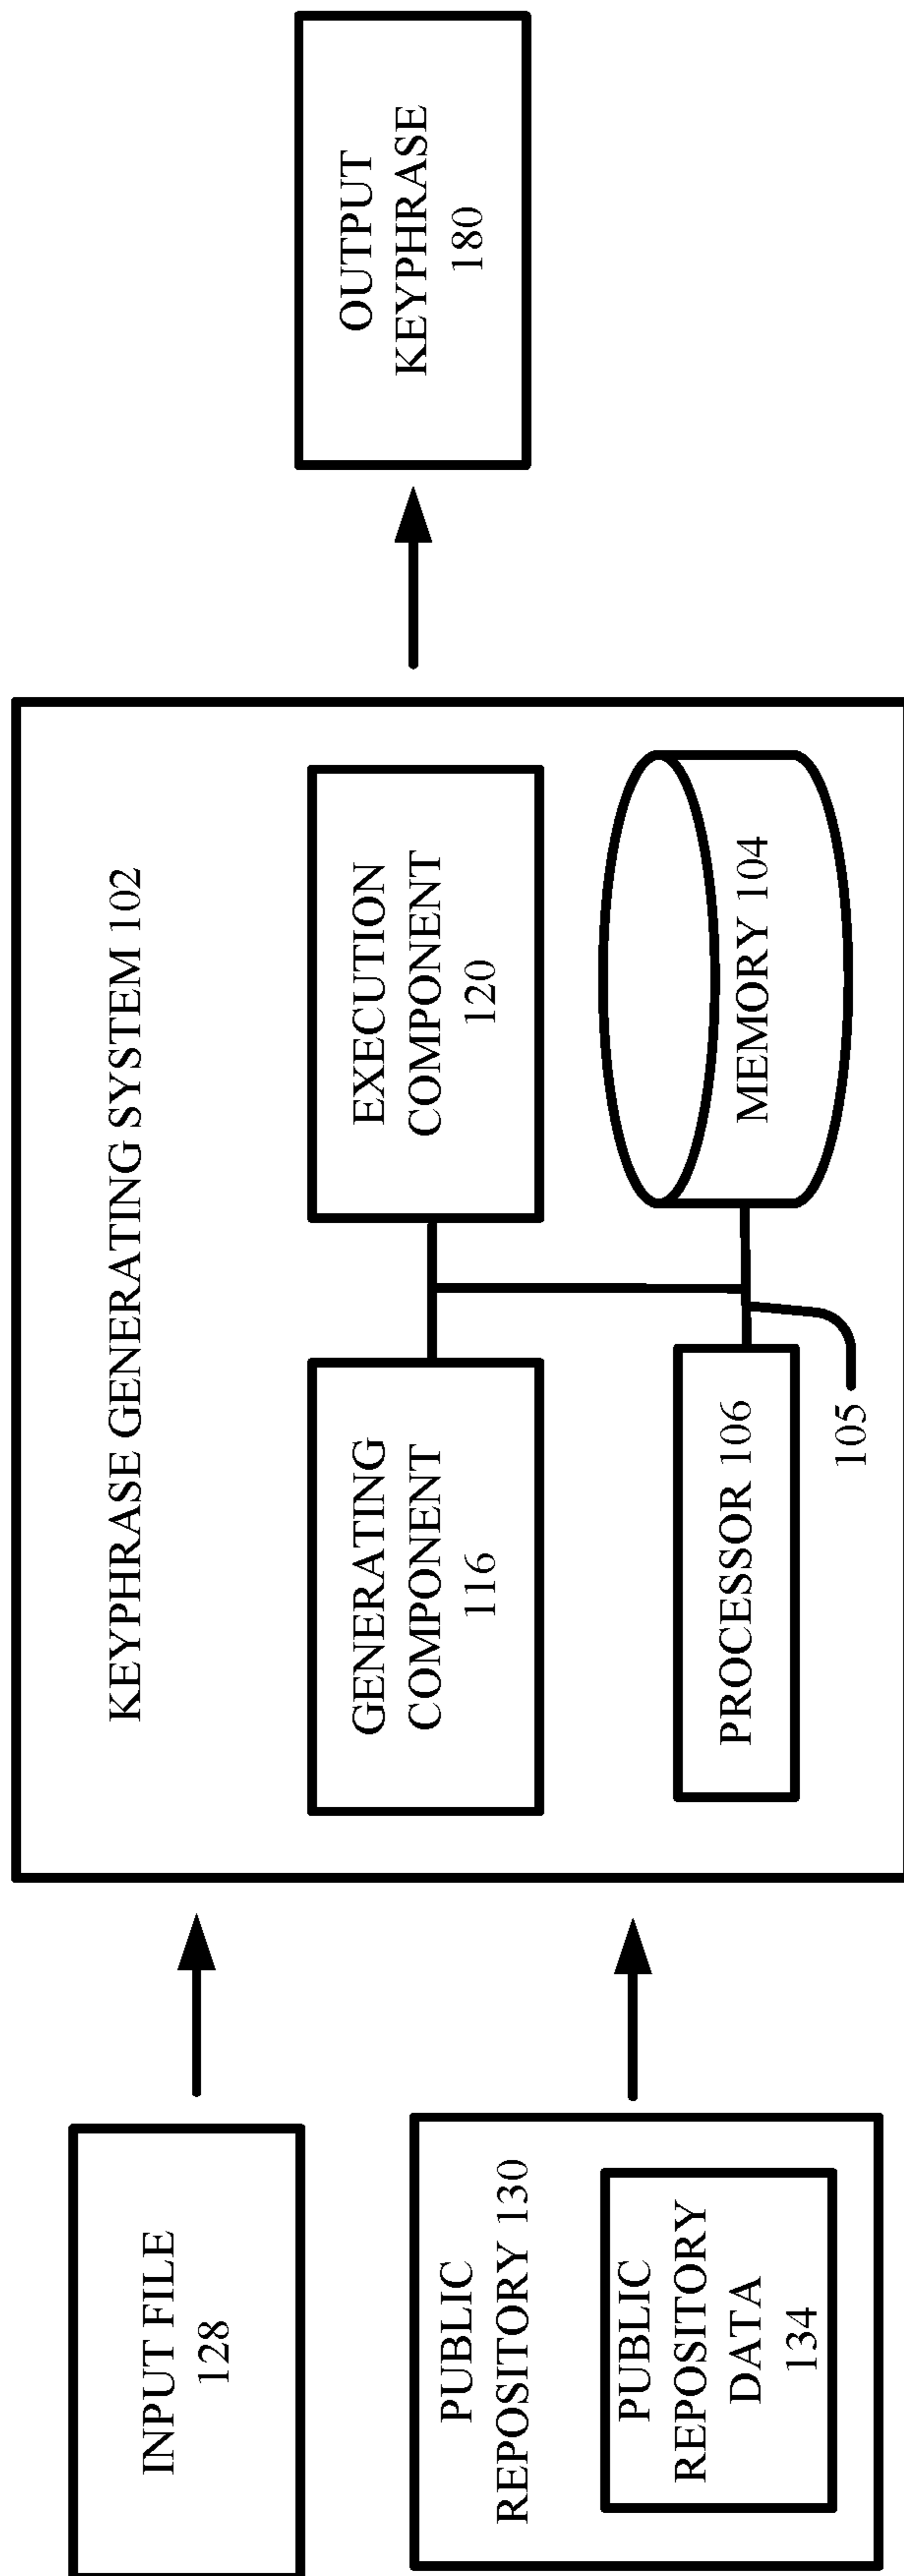 INPUT FILE
128
PUBLIC
REPOSITORY 130
PUBLIC
REPOSITORY
DATA
134
KEYPHRASE GENERATING SYSTEM 102
GENERATING
COMPONENT
116
EXECUTION
COMPONENT
120
PROCESSOR 106
MEMORY 104
105
OUTPUT
KEYPHRASE
180